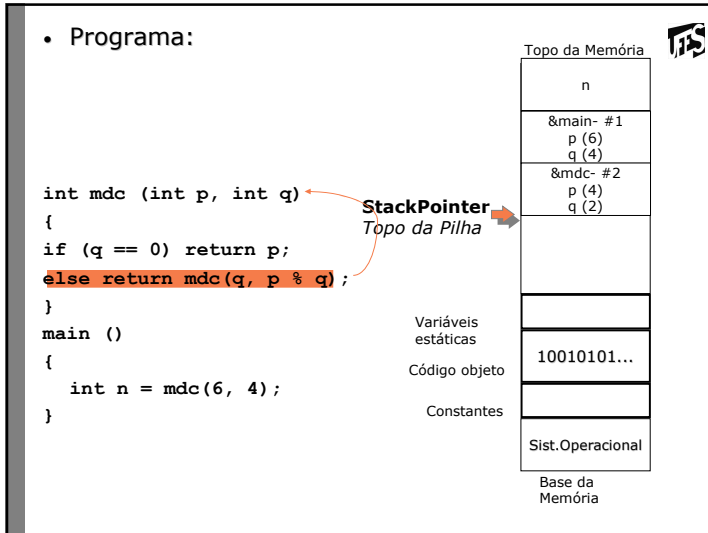 • Programa:
int mdc (int p, int q)
{
if (q == 0) return p;
else return mdc(q, p % q);
}
main ()
{
int n = mdc(6, 4);
}
StackPointer
Topo da Pilha
Topo da Memória
n
&main- #1
p (6)
q (4)
&mdc- #2
p (4)
q (2)
Variáveis
estáticas
Código objeto
10010101...
Constantes
Sist.Operacional
Base da
Memória
UFES